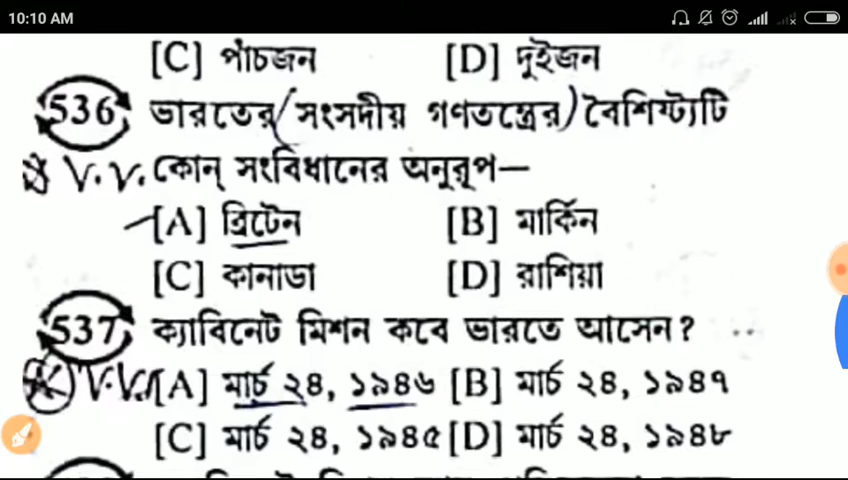 10:10 AM
[C] পাঁচজন [D] দুইজন
536 ভারতের (সংসদীয় গণতন্ত্রের) বৈশিষ্ট্যটি
V.V. কোন্ সংবিধানের অনুরূপ—
[A] ব্রিটেন [B] মার্কিন
[C] কানাডা [D] রাশিয়া
537 ক্যাবিনেট মিশন কবে ভারতে আসেন?
V.V. [A] মার্চ ২৪, ১৯৪৬ [B] মার্চ ২৪, ১৯৪৭
[C] মার্চ ২৪, ১৯৪৫ [D] মার্চ ২৪, ১৯৪৮